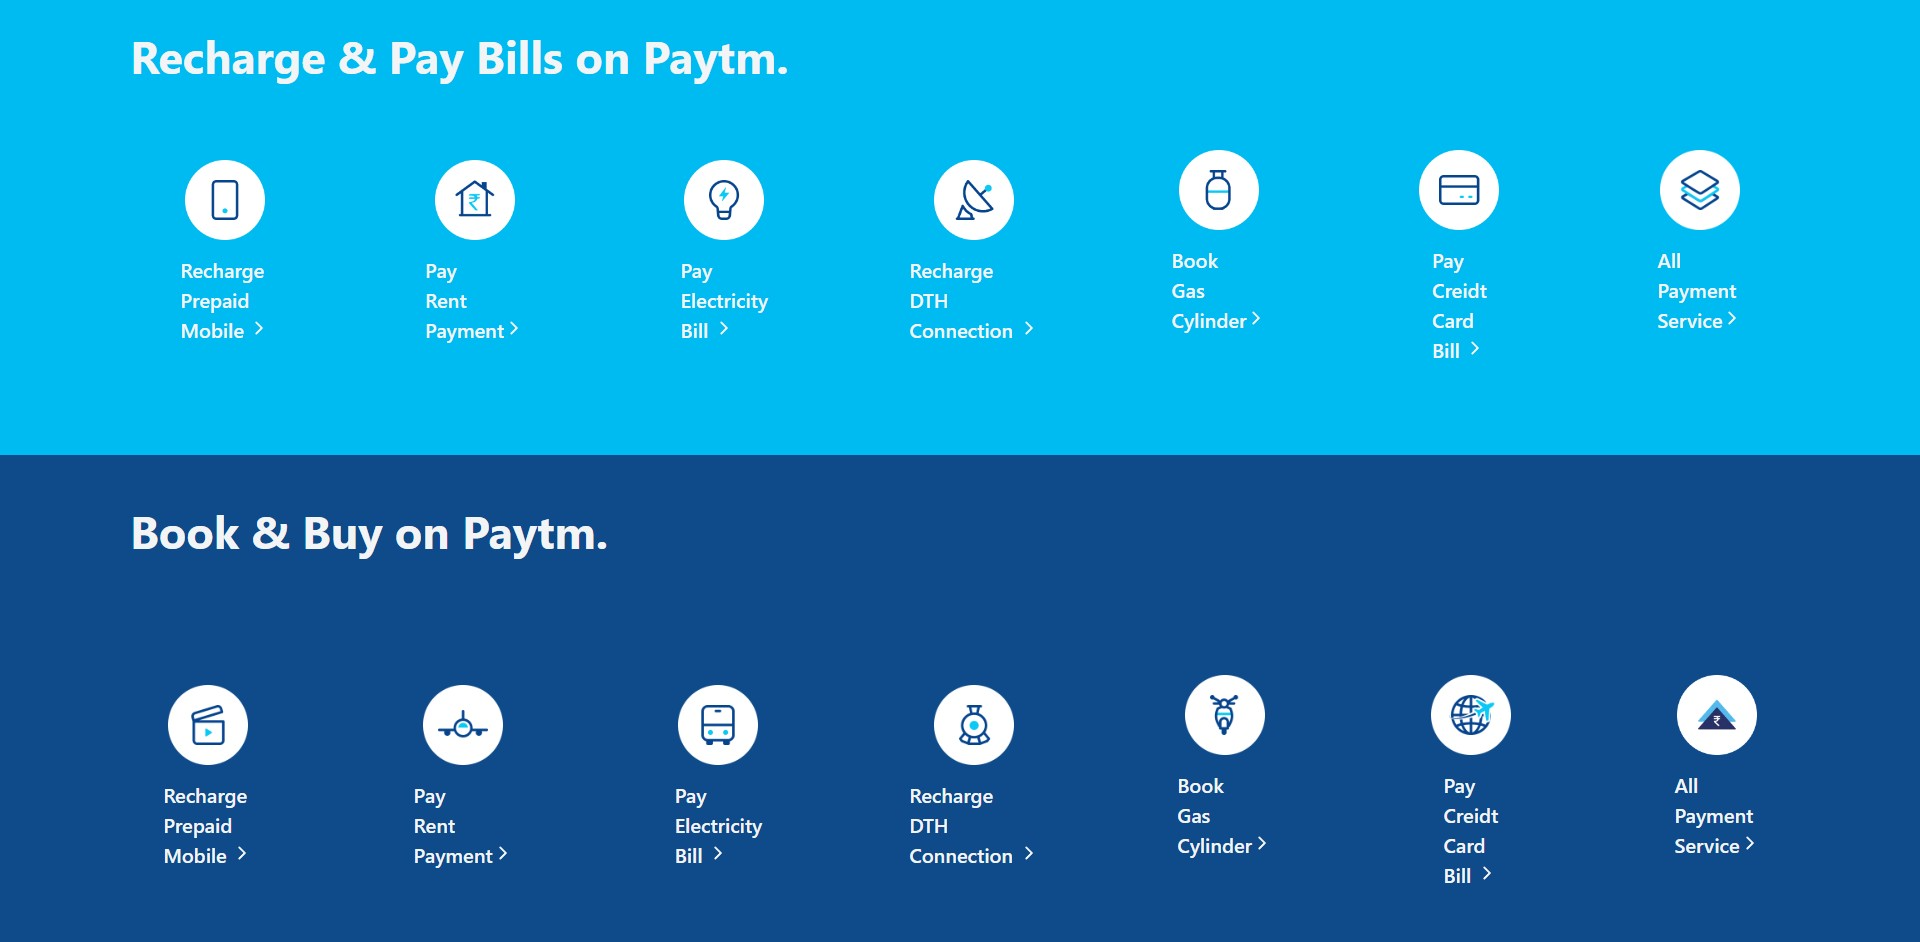 Recharge & Pay Bills on Paytm.
Recharge
Prepaid
Mobile
Pay
Rent
Payment
Pay
Electricity
Bill
Recharge
DTH
Connection
Book
Gas
Cylinder
Pay
Creidt
Card
Bill
All
Payment
Service
Book & Buy on Paytm.
Recharge
Prepaid
Mobile
Pay
Rent
Payment
Pay
Electricity
Bill
Recharge
DTH
Connection
Book
Gas
Cylinder
Pay
Creidt
Card
Bill
All
Payment
Service